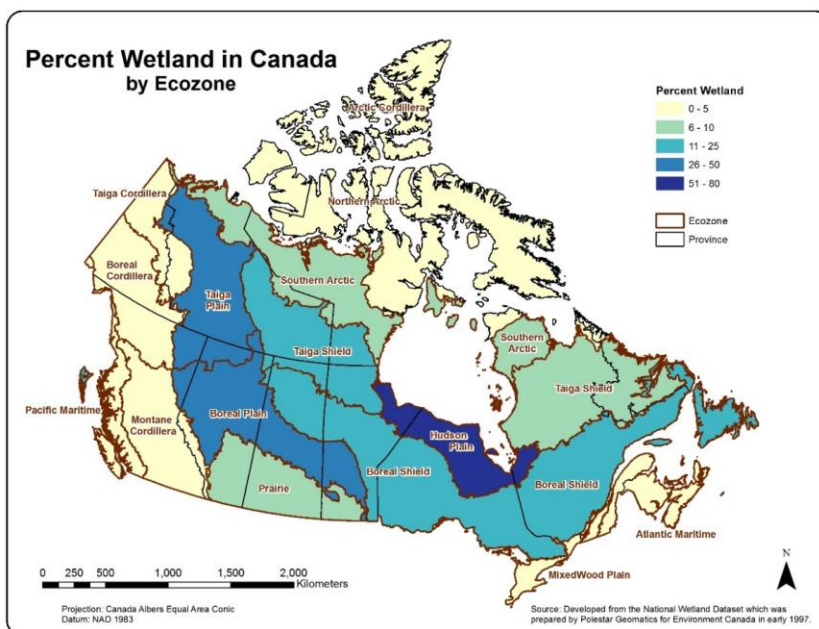 Percent Wetland in Canada
by Ecozone
Arctic Cordillera
Percent Wetland
0 - 5
6 - 10
11 - 25
26 - 50
51 - 80
Ecozone
Province
Taiga Cordillera
Northern Arctic
Boreal
Cordillera
Southern Arctic
Taiga
Plain
Southern
Arctic
Taiga Shield
Taiga Shield
Pacific Maritime
Montane
Cordillera
Boreal Plain
Hudson
Plain
Boreal Shield
Boreal Shield
Prairie
Atlantic Maritime
MixedWood Plain
0 250 500 1,000 1,500 2,000
Kilometers
N
Projection: Canada Albers Equal Area Conic
Datum: NAD 1983
Source: Developed from the National Wetland Dataset which was
prepared by Polestar Geomatics for Environment Canada in early 1997.